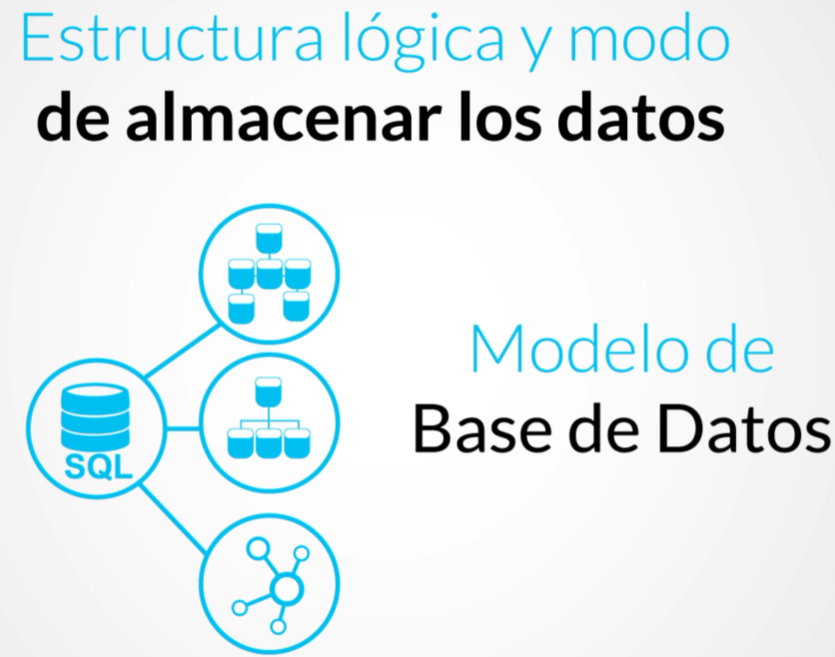 Estructura lógica y modo
de almacenar los datos
SQL
Modelo de
Base de Datos